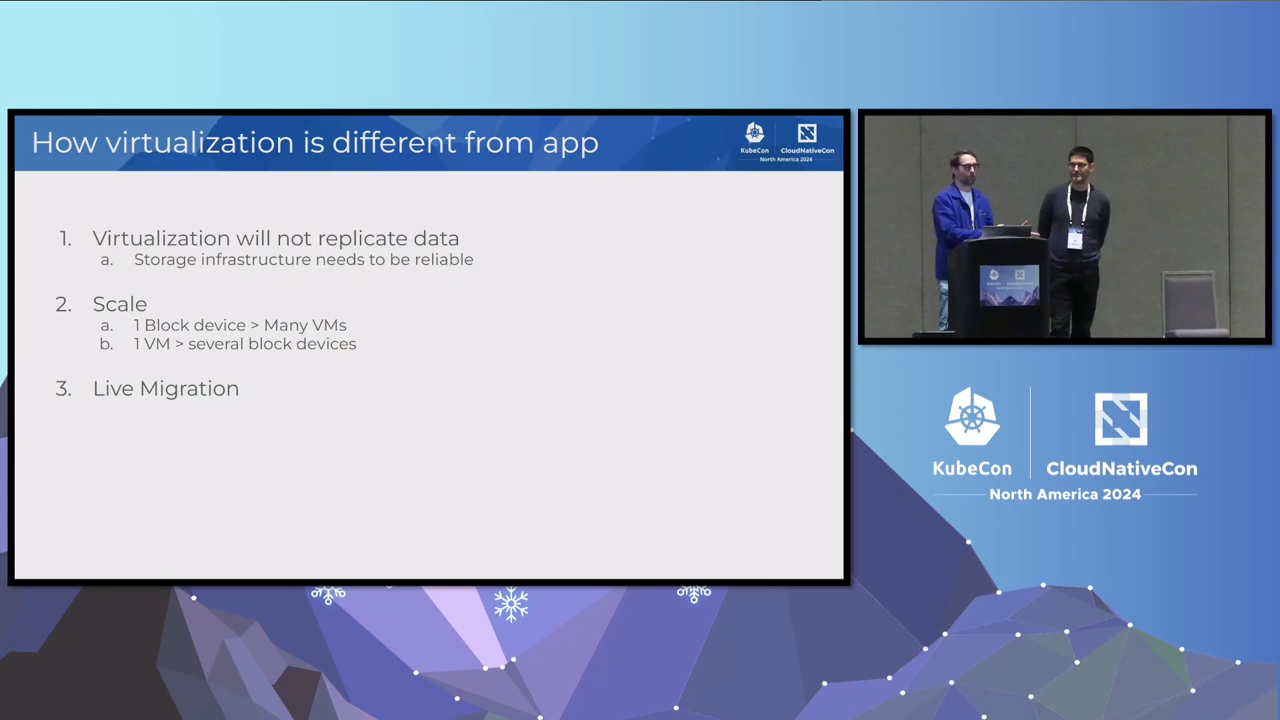 How virtualization is different from app
KubeCon
CloudNativeCon
North America 2024
1. Virtualization will not replicate data
a. Storage infrastructure needs to be reliable
2. Scale
a. 1 Block device > Many VMs
b. 1 VM > several block devices
3. Live Migration
KubeCon
CloudNativeCon
North America 2024